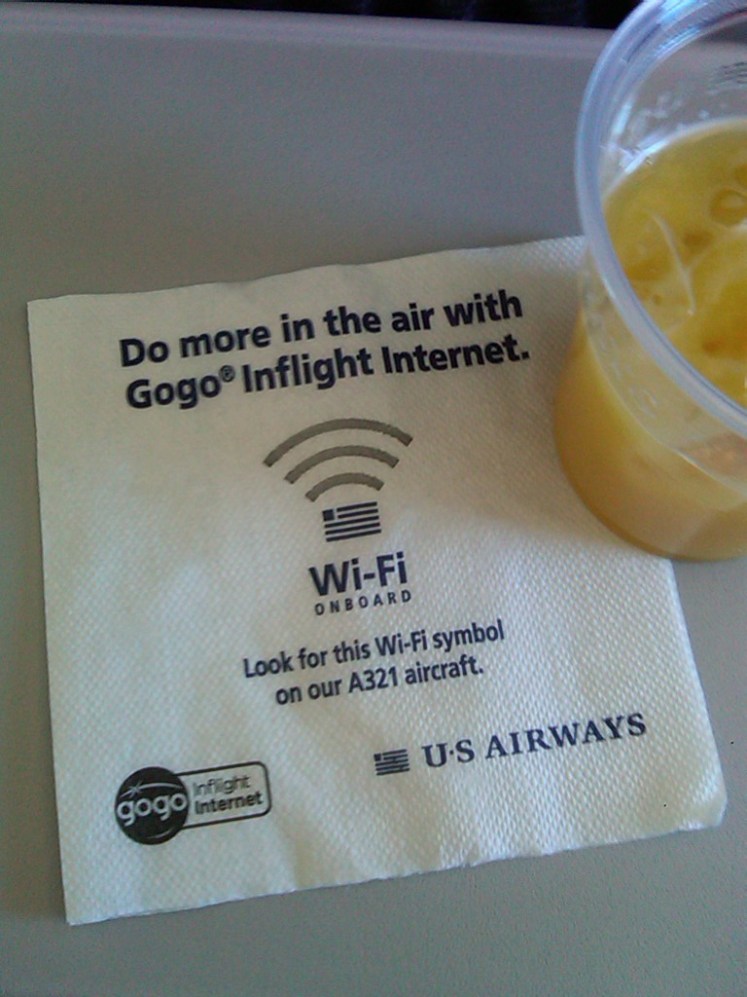 Do more in the air with
Gogo® Inflight Internet.
Wi-Fi
ONBOARD
Look for this Wi-Fi symbol
on our A321 aircraft.
U·S AIRWAYS
gogo
Inflight
Internet